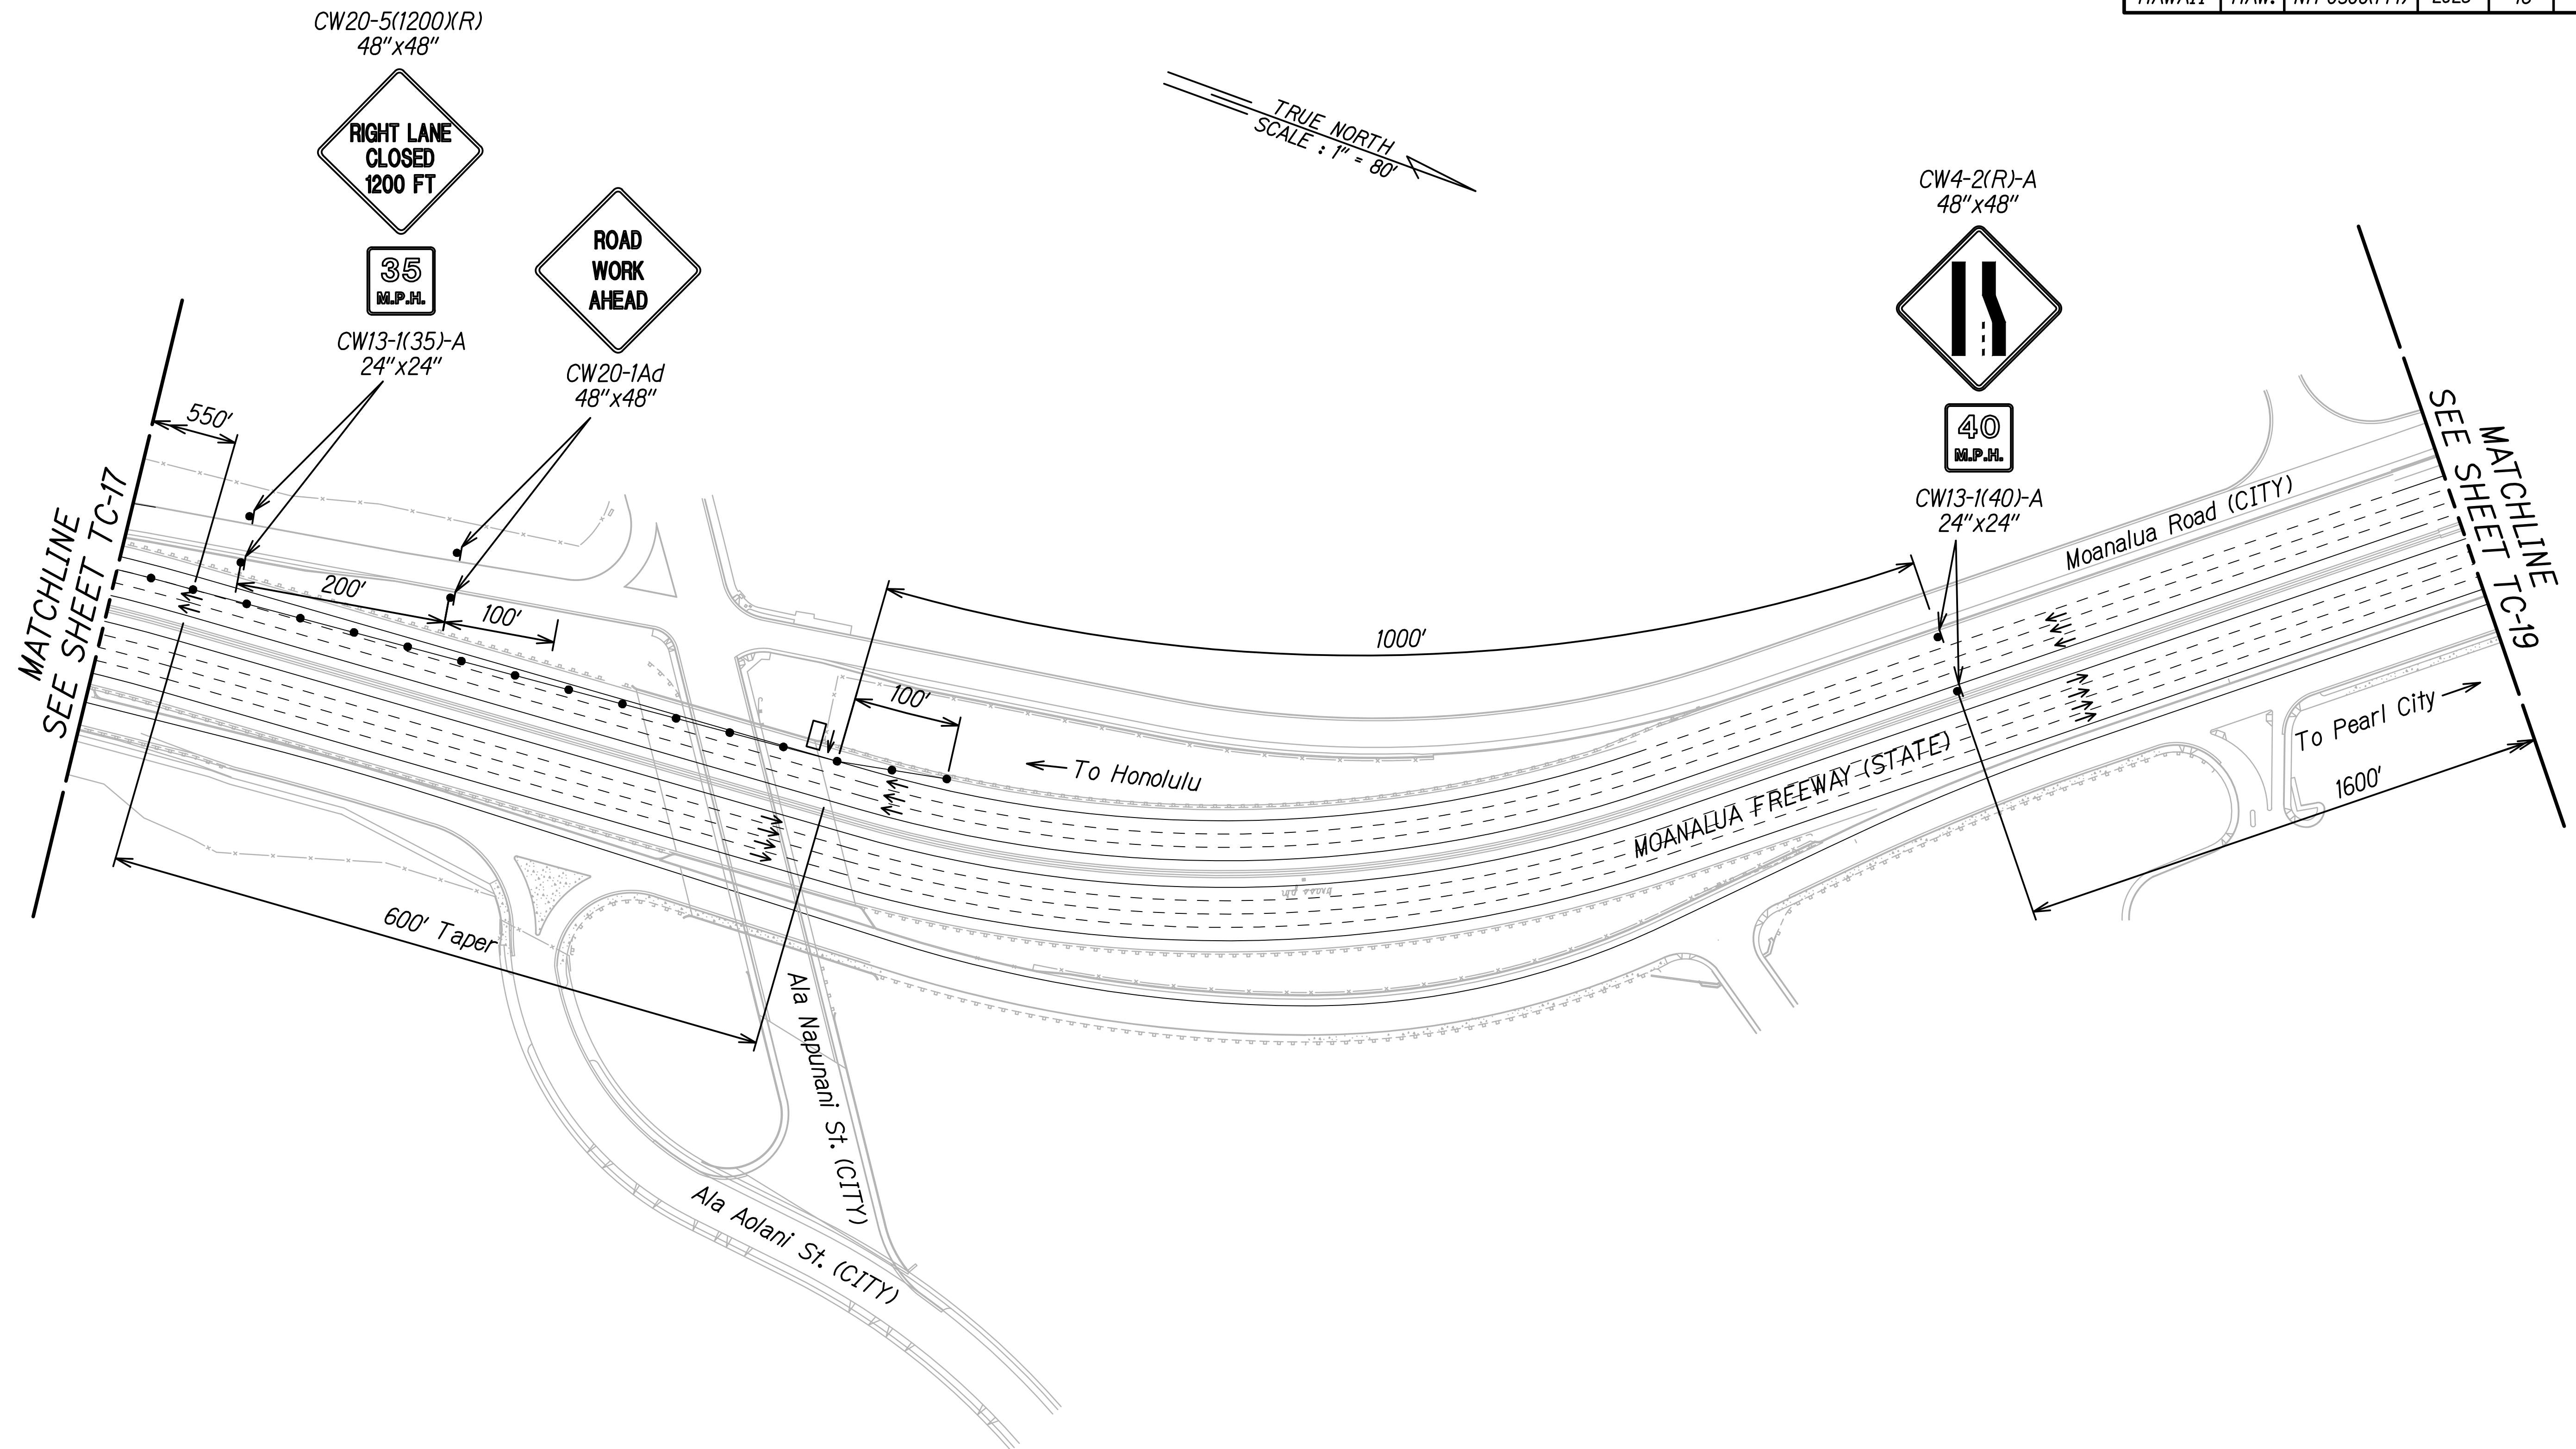 CW20-5(1200)(R)
48"x48"
RIGHT LANE
CLOSED
1200 FT
35
M.P.H.
CW13-1(35)-A
24"x24"
ROAD
WORK
AHEAD
CW20-1Ad
48"x48"
TRUE NORTH
SCALE : 1" = 80'
CW4-2(R)-A
48"x48"
40
M.P.H.
CW13-1(40)-A
24"x24"
MATCHLINE
SEE SHEET TC-17
550'
200'
100'
1000'
100'
To Honolulu
Moanalua Road (CITY)
MATCHLINE
SEE SHEET TC-19
MOANALUA FREEWAY (STATE)
To Pearl City
1600'
brass pin
600' Taper
Ala Napunani St. (CITY)
Ala Aolani St. (CITY)